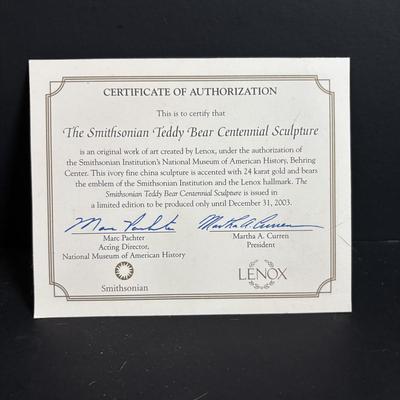 CERTIFICATE OF AUTHORIZATION
This is to certify that
The Smithsonian Teddy Bear Centennial Sculpture
is an original work of art created by Lenox, under the authorization of
the Smithsonian Institution's National Museum of American History, Behring
Center. This ivory fine china sculpture is accented with 24 karat gold and bears
the emblem of the Smithsonian Institution and the Lenox hallmark. The
Smithsonian Teddy Bear Centennial Sculpture is issued in
a limited edition to be produced only until December 31, 2003.
Marc Pachter
Marc Pachter
Acting Director,
National Museum of American History
Smithsonian
Martha A. Curren
Martha A. Curren
President
LENOX